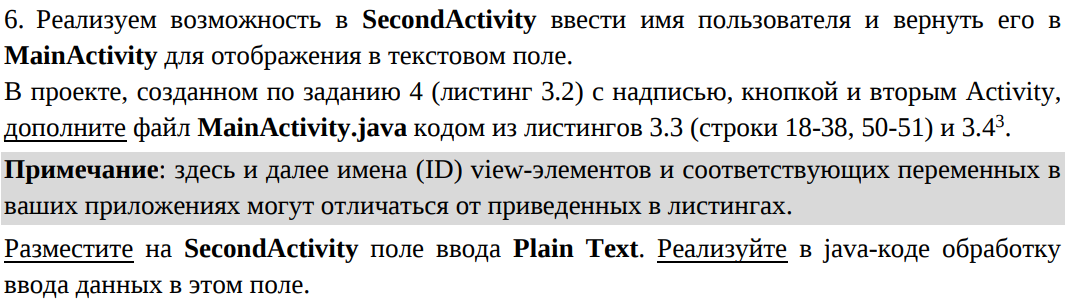 6. Реализуем возможность в SecondActivity ввести имя пользователя и вернуть его в
MainActivity для отображения в текстовом поле.
В проекте, созданном по заданию 4 (листинг 3.2) с надписью, кнопкой и вторым Activity,
дополните файл MainActivity.java кодом из листингов 3.3 (строки 18-38, 50-51) и 3.4³.
Примечание: здесь и далее имена (ID) view-элементов и соответствующих переменных в
ваших приложениях могут отличаться от приведенных в листингах.
Разместите на SecondActivity поле ввода Plain Text. Реализуйте в java-коде обработку
ввода данных в этом поле.